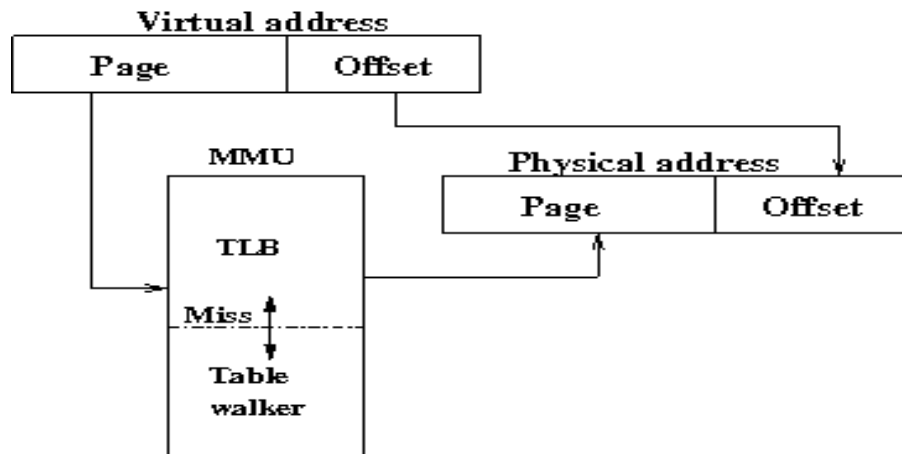 Virtual address
Page Offset
MMU
Physical address
Page Offset
TLB
Miss
Table
walker